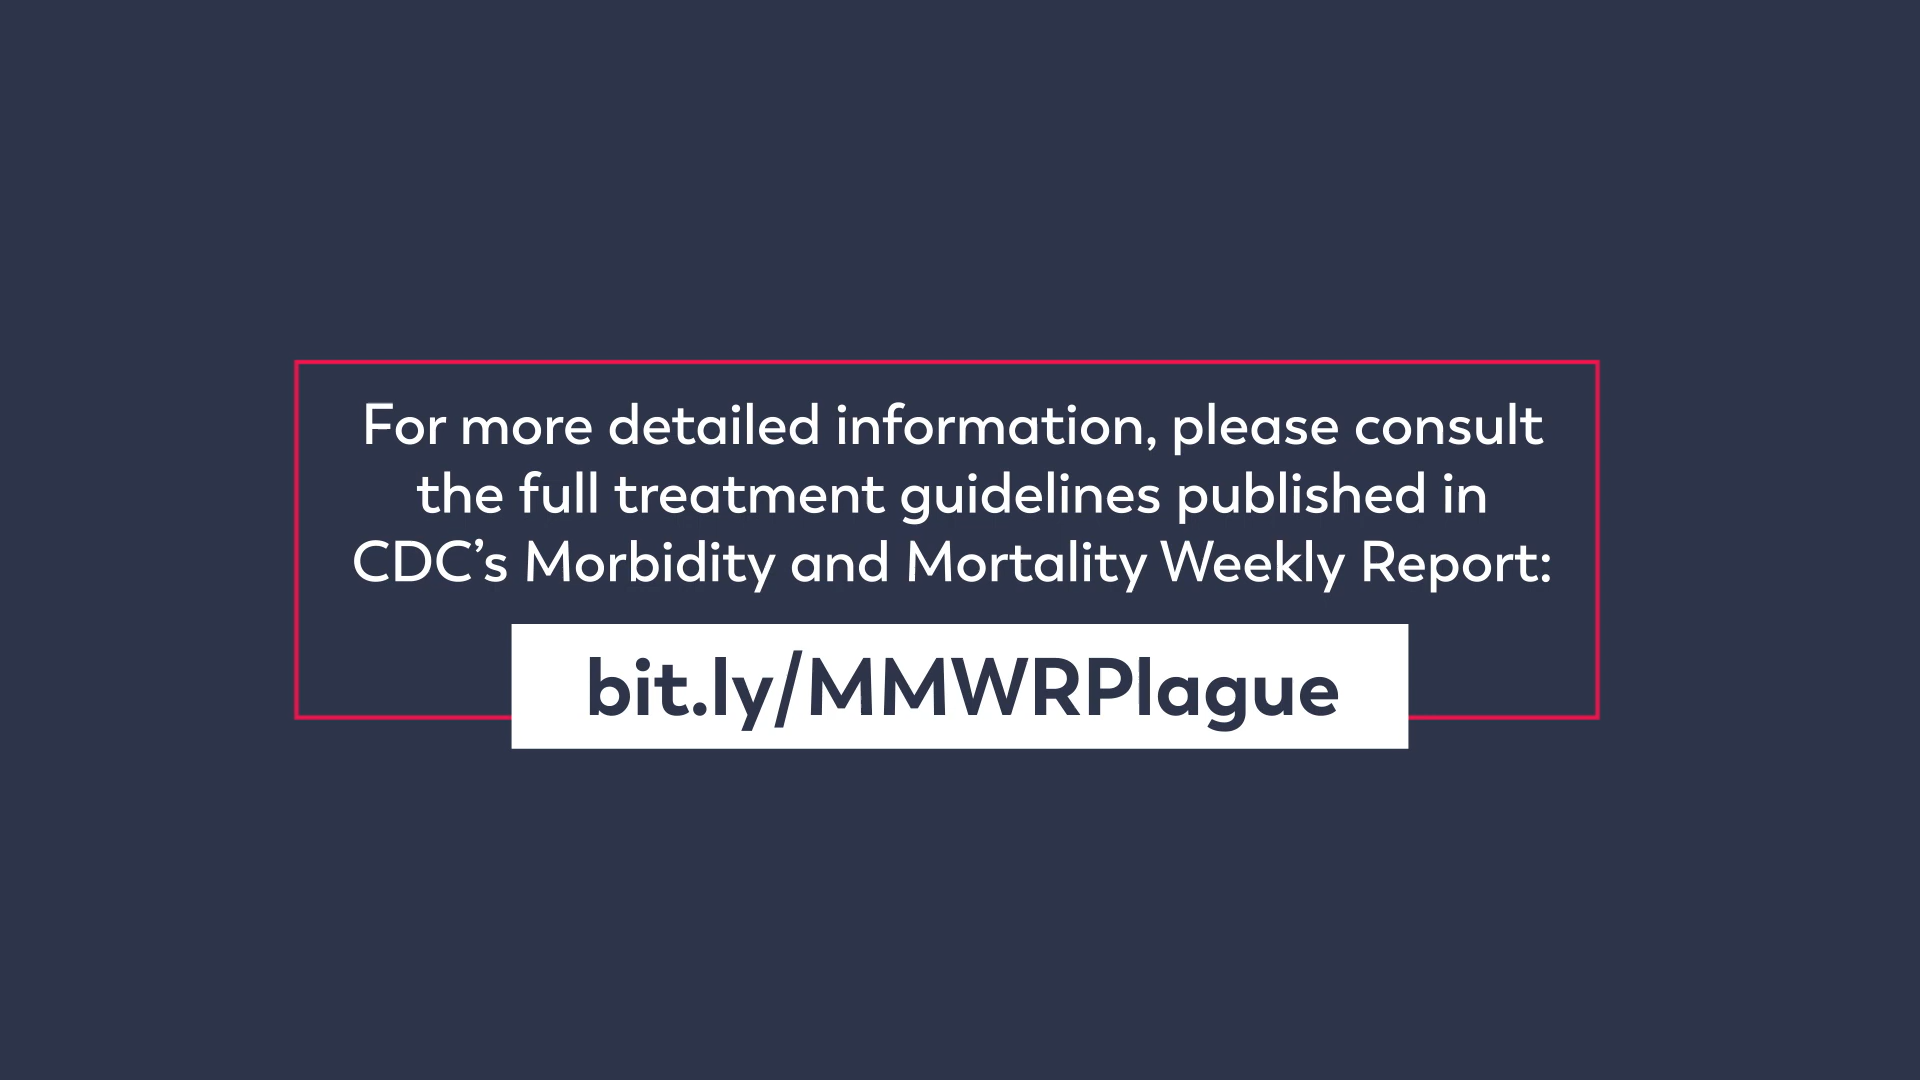 For more detailed information, please consult
the full treatment guidelines published in
CDC’s Morbidity and Mortality Weekly Report:
bit.ly/MMWRPlague